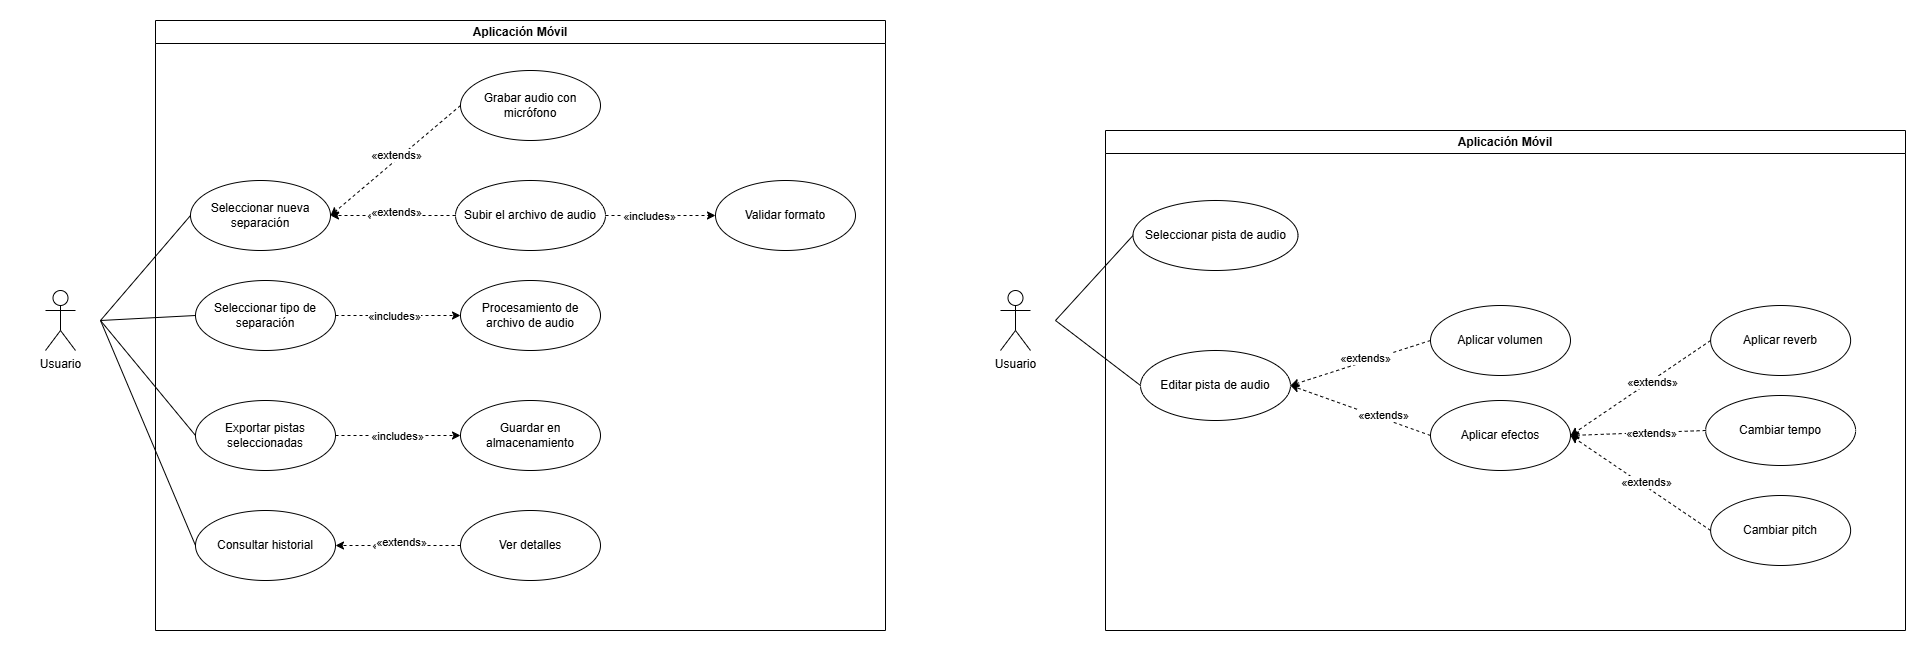 Aplicación Móvil
Grabar audio con
micrófono
«extends»
Seleccionar nueva
separación
«extends»
Subir el archivo de audio
«includes»
Validar formato
Seleccionar tipo de
separación
«includes»
Procesamiento de
archivo de audio
Usuario
Exportar pistas
seleccionadas
«includes»
Guardar en
almacenamiento
Consultar historial
«extends»
Ver detalles
Aplicación Móvil
Seleccionar pista de audio
Usuario
Editar pista de audio
«extends»
Aplicar volumen
«extends»
Aplicar efectos
«extends»
Aplicar reverb
«extends»
Cambiar tempo
«extends»
Cambiar pitch